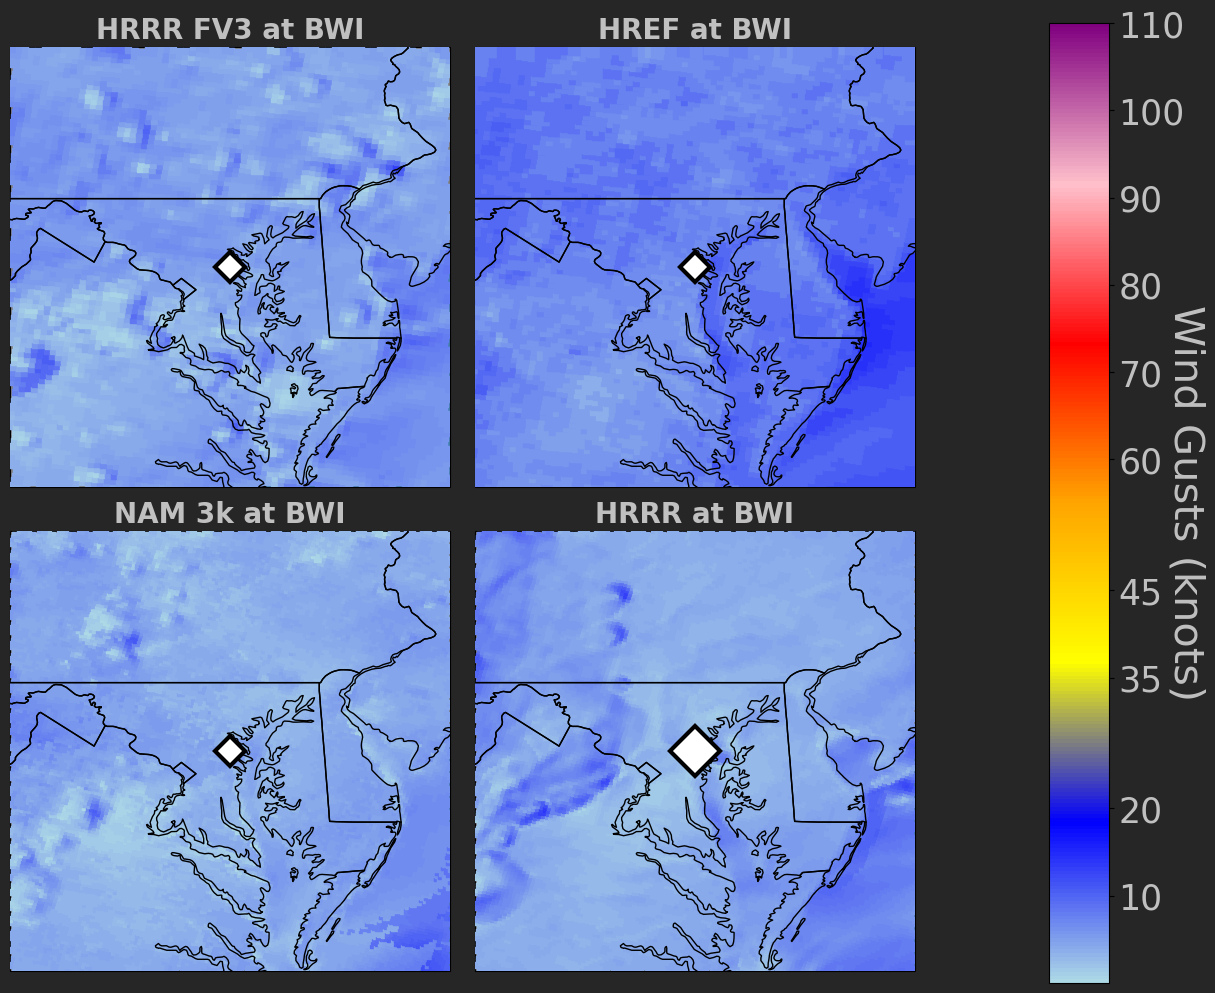 HRRR FV3 at BWI
HREF at BWI
NAM 3k at BWI
HRRR at BWI
110
100
90
80
70
60
45
35
20
10
Wind Gusts (knots)